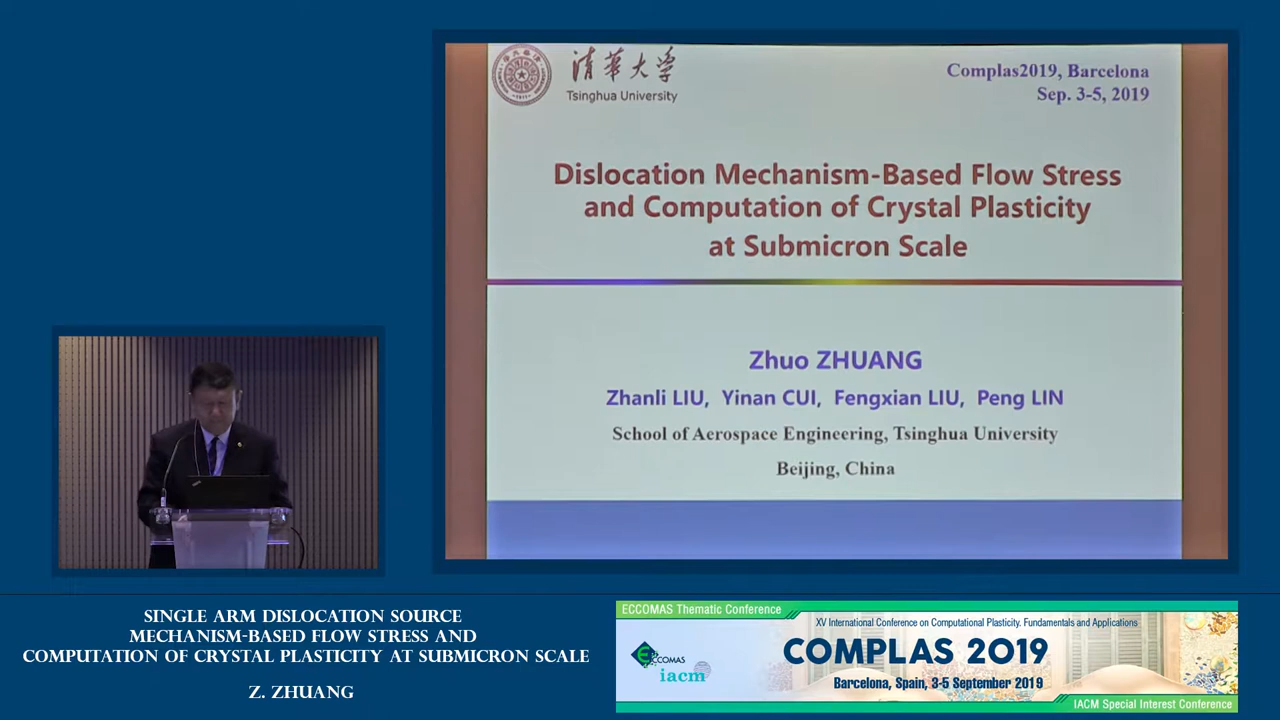 清華大学
Tsinghua University
Complas2019, Barcelona
Sep. 3-5, 2019
Dislocation Mechanism-Based Flow Stress
and Computation of Crystal Plasticity
at Submicron Scale
Zhuo ZHUANG
Zhanli LIU, Yinan CUI, Fengxian LIU, Peng LIN
School of Aerospace Engineering, Tsinghua University
Beijing, China
SINGLE ARM DISLOCATION SOURCE
MECHANISM-BASED FLOW STRESS AND
COMPUTATION OF CRYSTAL PLASTICITY AT SUBMICRON SCALE
Z. ZHUANG
ECCOMAS Thematic Conference
XV International Conference on Computational Plasticity. Fundamentals and Applications
ECCOMAS
iacm
COMPLAS 2019
Barcelona, Spain, 3-5 September 2019
IACM Special Interest Conference